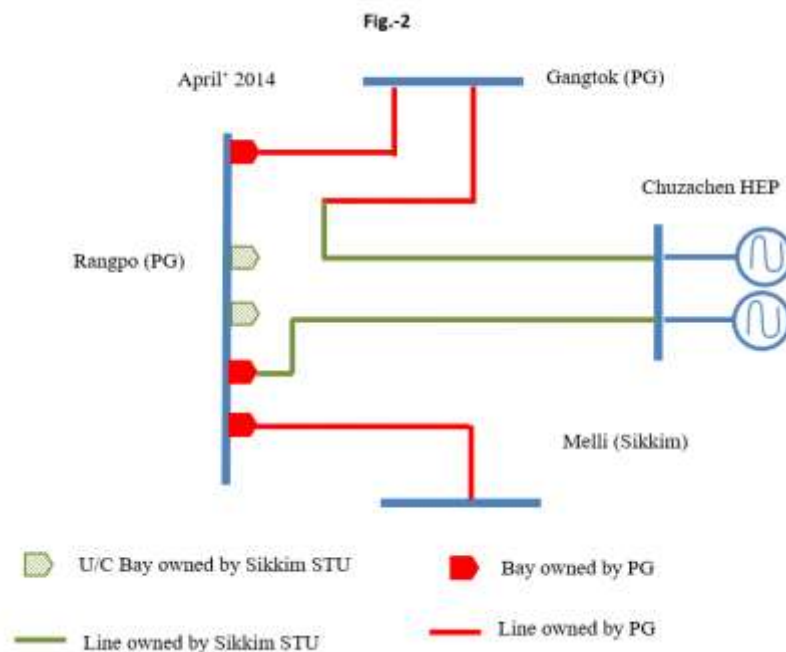 Fig.-2
April' 2014
Gangtok (PG)
Chuzachen HEP
Rangpo (PG)
Melli (Sikkim)
U/C Bay owned by Sikkim STU
Bay owned by PG
Line owned by Sikkim STU
Line owned by PG